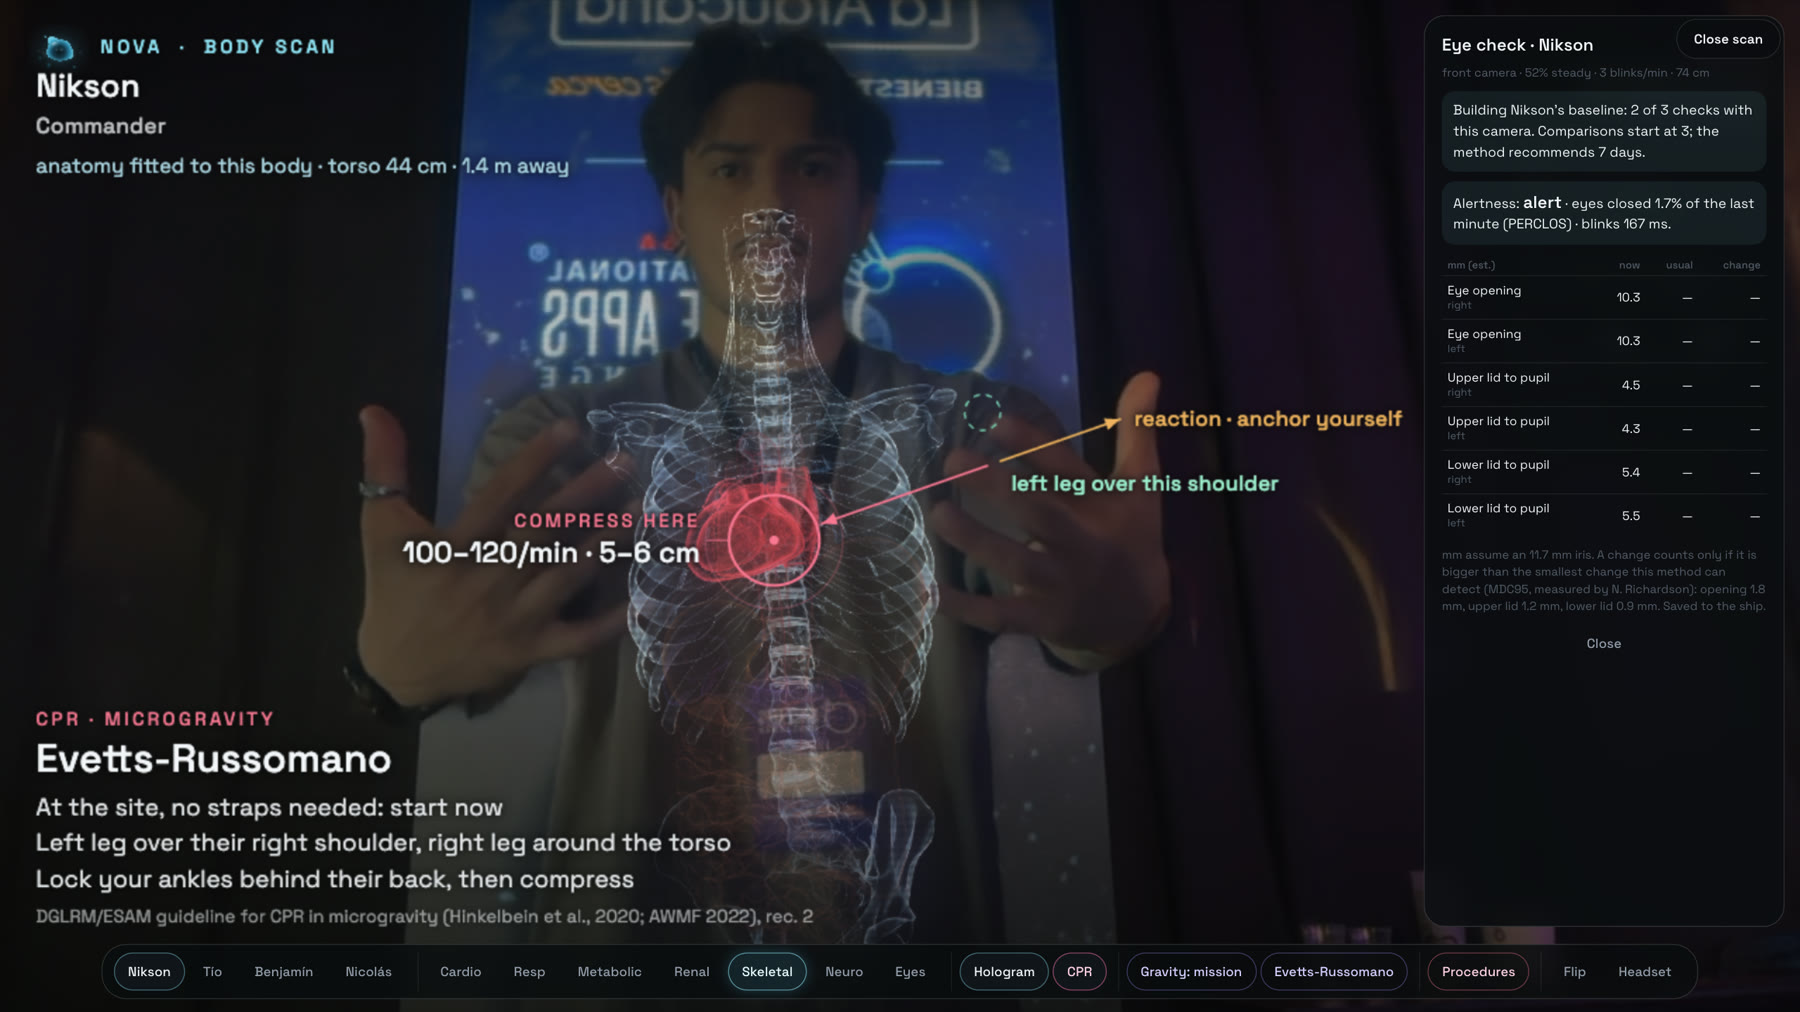 La Araucanía
NOVA · BODY SCAN
Nikson
Commander
anatomy fitted to this body · torso 44 cm · 1.4 m away
COMPRESS HERE
100–120/min · 5–6 cm
reaction · anchor yourself
left leg over this shoulder
CPR · MICROGRAVITY
Evetts-Russomano
At the site, no straps needed: start now
Left leg over their right shoulder, right leg around the torso
Lock your ankles behind their back, then compress
DGLRM/ESAM guideline for CPR in microgravity (Hinkelbein et al., 2020; AWMF 2022), rec. 2
Eye check · Nikson
Close scan
front camera · 52% steady · 3 blinks/min · 74 cm
Building Nikson's baseline: 2 of 3 checks with
this camera. Comparisons start at 3; the
method recommends 7 days.
Alertness: alert · eyes closed 1.7% of the last
minute (PERCLOS) · blinks 167 ms.
mm (est.) now usual change
Eye opening 10.3 — —
right
Eye opening 10.3 — —
left
Upper lid to pupil 4.5 — —
right
Upper lid to pupil 4.3 — —
left
Lower lid to pupil 5.4 — —
right
Lower lid to pupil 5.5 — —
left
mm assume an 11.7 mm iris. A change counts only if it is
bigger than the smallest change this method can
detect (MDC95, measured by N. Richardson): opening 1.8
mm, upper lid 1.2 mm, lower lid 0.9 mm. Saved to the ship.
Close
Nikson Tío Benjamín Nicolás Cardio Resp Metabolic Renal Skeletal Neuro Eyes Hologram CPR Gravity: mission Evetts-Russomano Procedures Flip Headset